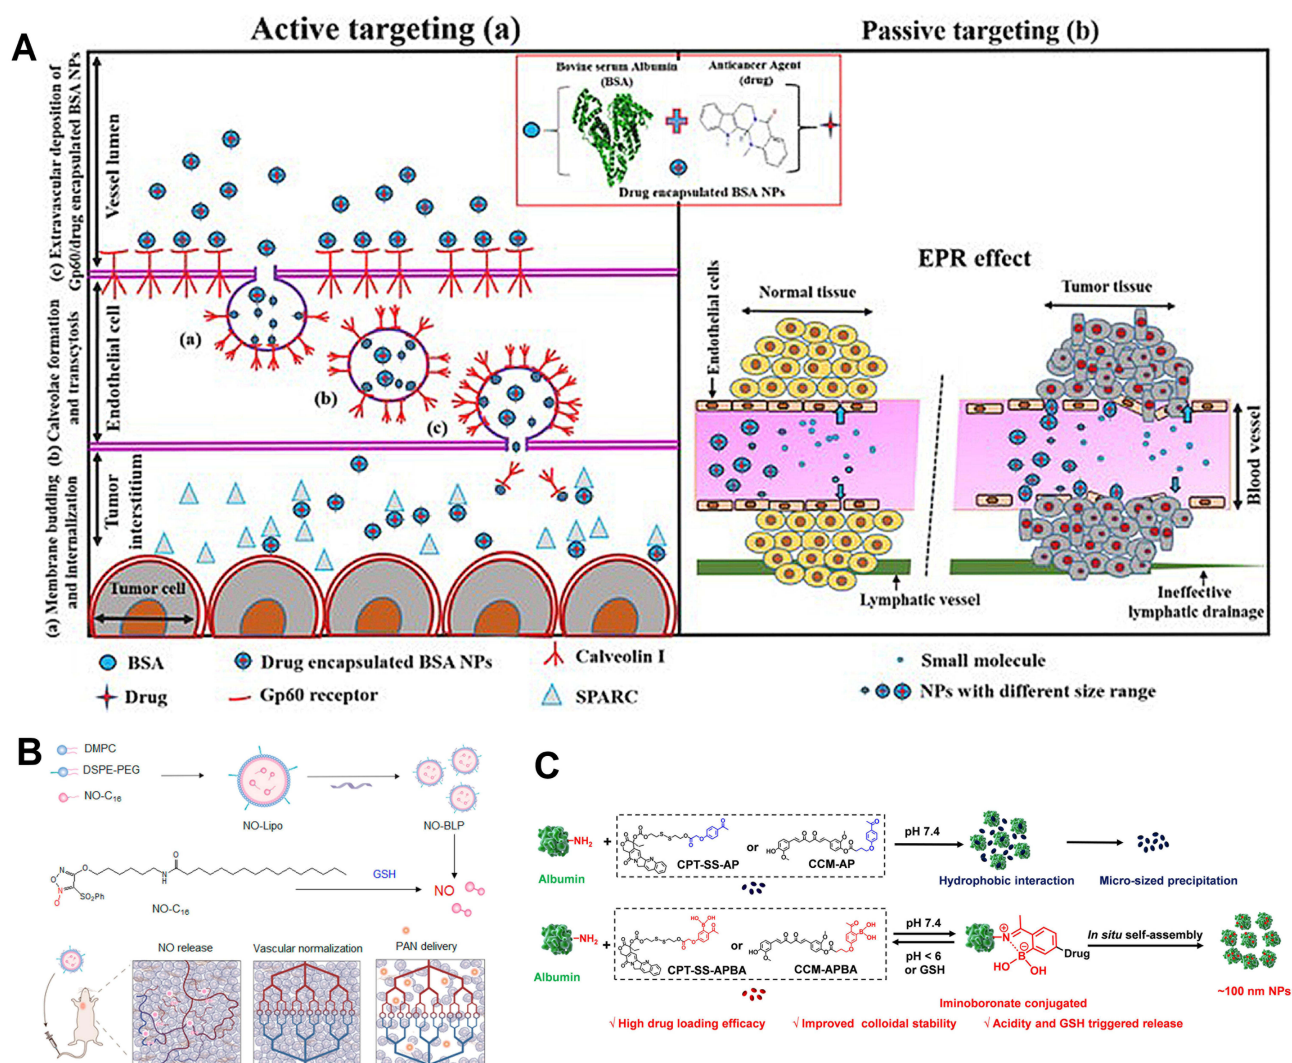 A
Active targeting (a)
Passive targeting (b)
(c) Extravascular deposition of
Gp60/drug encapsulated BSA NPs
Vessel lumen
(b) Calveolae formation
and transcytosis
Endothelial cell
(a) Membrane budding
and internalization
Tumor
interstitium
Bovine serum Albumin
(BSA)
Anticancer Agent
(drug)
Drug encapsulated BSA NPs
(a)
(b)
(c)
Tumor cell
EPR effect
Normal tissue
Tumor tissue
Endothelial cells
Blood vessel
Lymphatic vessel
Ineffective
lymphatic drainage
BSA
Drug encapsulated BSA NPs
Calveolin I
Drug
Gp60 receptor
SPARC
Small molecule
NPs with different size range
B
DMPC
DSPE-PEG
NO-C16
NO-Lipo
NO-BLP
GSH
NO
NO-C16
NO release
Vascular normalization
PAN delivery
C
Albumin
NH2
+
CPT-SS-AP
or
CCM-AP
pH 7.4
Hydrophobic interaction
Micro-sized precipitation
Albumin
NH2
+
CPT-SS-APBA
or
CCM-APBA
pH 7.4
pH < 6
or GSH
Drug
In situ self-assembly
~100 nm NPs
Iminoboronate conjugated
√ High drug loading efficacy
√ Improved colloidal stability
√ Acidity and GSH triggered release